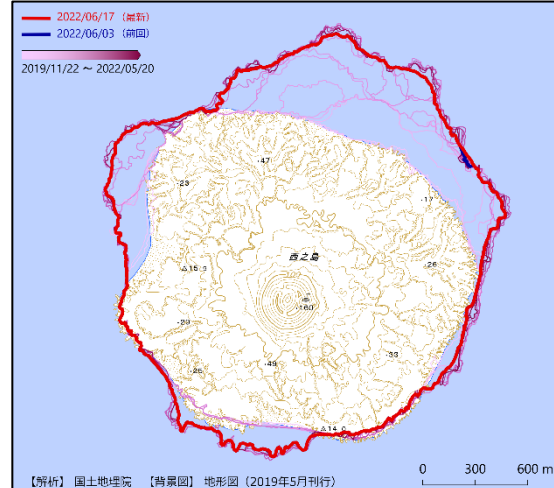 2022/06/17（最新）
2022/06/03（前回）
2019/11/22 ～ 2022/05/20
·47
·23
·17
西之島
△15.
·26
·160
·29
·33
·49
·25
△14.0
0 300 600 m
【解析】 国土地理院 【背景図】 地形図（2019年5月刊行）